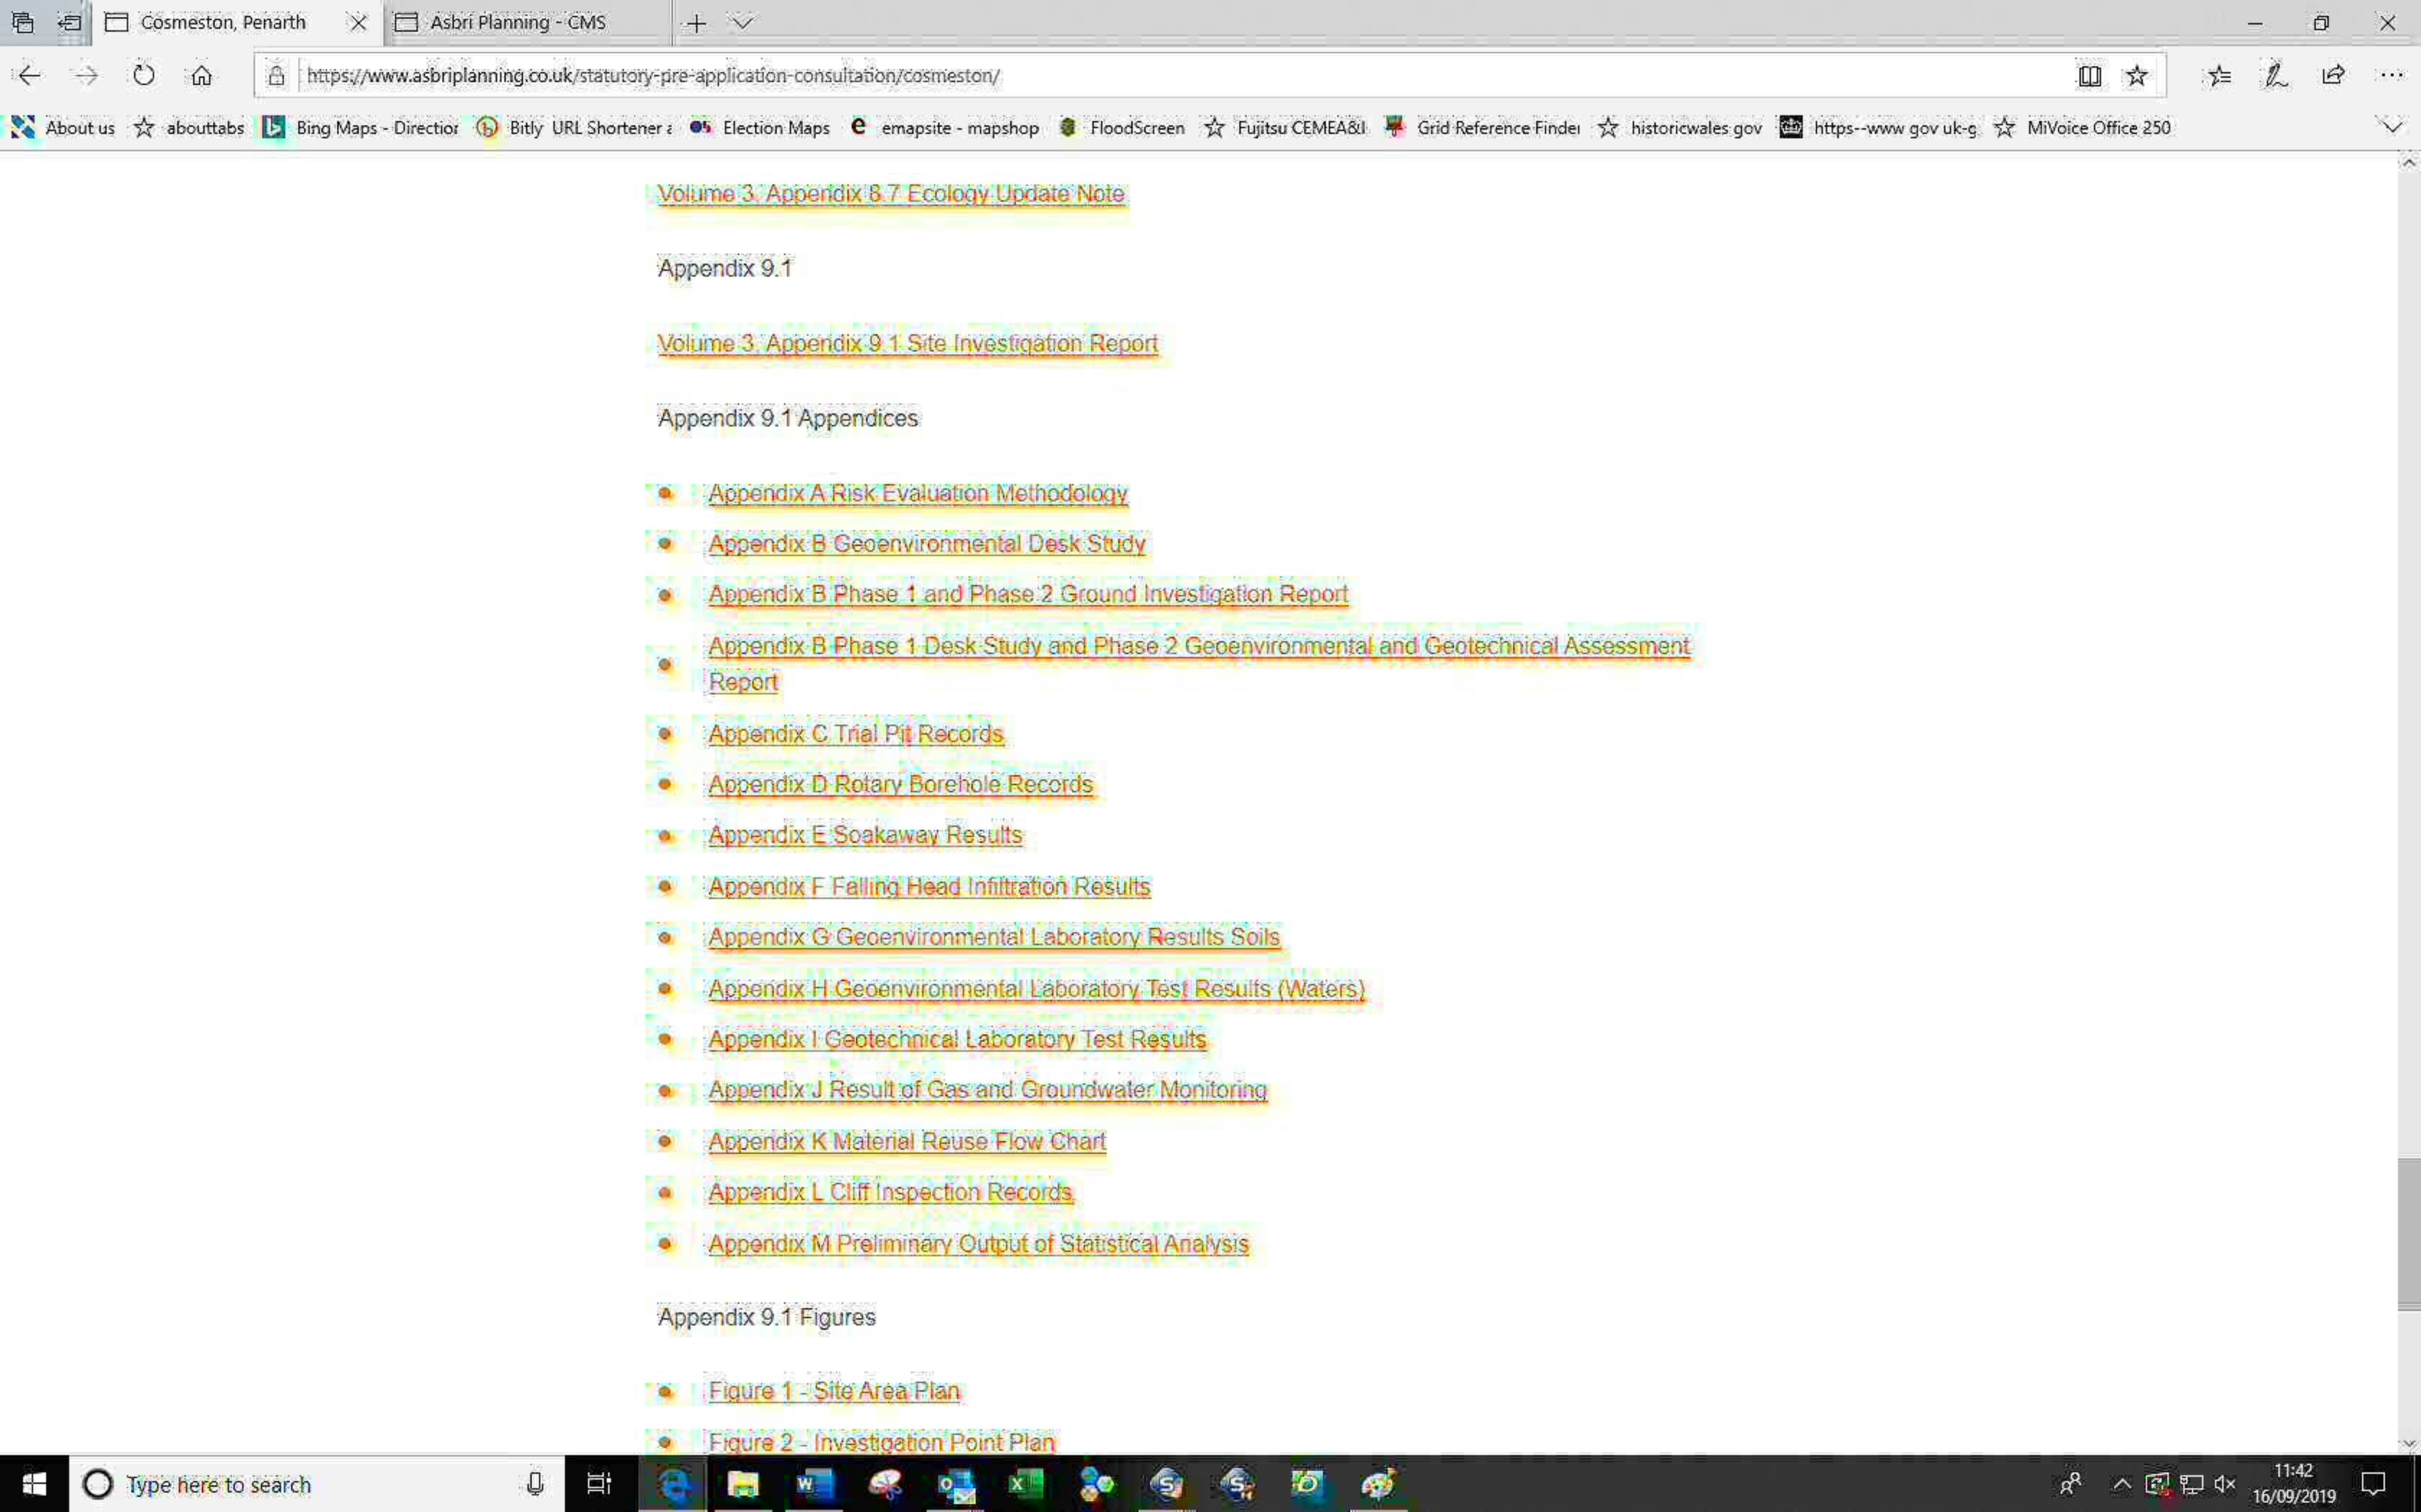 Cosmeston, Penarth
Asbri Planning - CMS
https://www.asbriplanning.co.uk/statutory-pre-application-consultation/cosmeston/
About us abouttabs Bing Maps - Direction Bitly URL Shortener a Election Maps emapsite - mapshop FloodScreen Fujitsu CEMEA&I Grid Reference Finder historicwales gov https--www gov uk-g MiVoice Office 250
Volume 3, Appendix 8.7 Ecology Update Note
Appendix 9.1
Volume 3, Appendix 9.1 Site Investigation Report
Appendix 9.1 Appendices
Appendix A Risk Evaluation Methodology
Appendix B Geoenvironmental Desk Study
Appendix B Phase 1 and Phase 2 Ground Investigation Report
Appendix B Phase 1 Desk Study and Phase 2 Geoenvironmental and Geotechnical Assessment
Report
Appendix C Trial Pit Records
Appendix D Rotary Borehole Records
Appendix E Soakaway Results
Appendix F Falling Head Infiltration Results
Appendix G Geoenvironmental Laboratory Results Soils
Appendix H Geoenvironmental Laboratory Test Results (Waters)
Appendix I Geotechnical Laboratory Test Results
Appendix J Result of Gas and Groundwater Monitoring
Appendix K Material Reuse Flow Chart
Appendix L Cliff Inspection Records
Appendix M Preliminary Output of Statistical Analysis
Appendix 9.1 Figures
Figure 1 - Site Area Plan
Figure 2 - Investigation Point Plan
Type here to search
11:42
16/09/2019